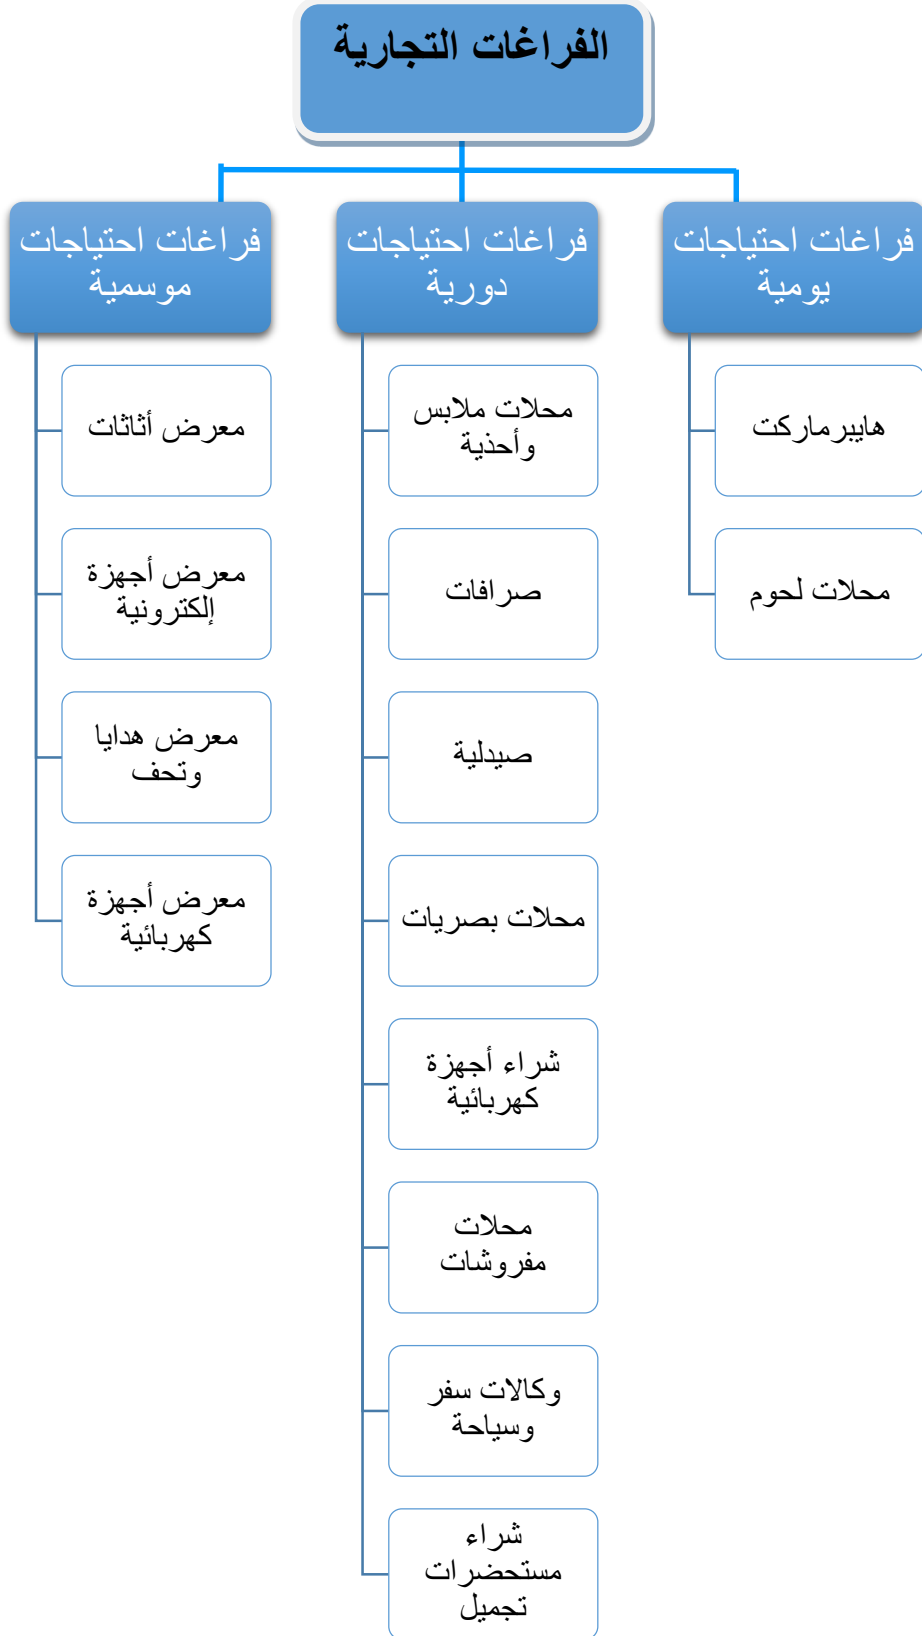 الفراغات التجارية
فراغات احتياجات
يومية
هايبرماركت
محلات لحوم
فراغات احتياجات
دورية
محلات ملابس
وأحذية
صرافات
صيدلية
محلات بصريات
شراء أجهزة
كهربائية
محلات
مفروشات
وكالات سفر
وسياحة
شراء
مستحضرات
تجميل
فراغات احتياجات
موسمية
معرض أثاثات
معرض أجهزة
إلكترونية
معرض هدايا
وتحف
معرض أجهزة
كهربائية